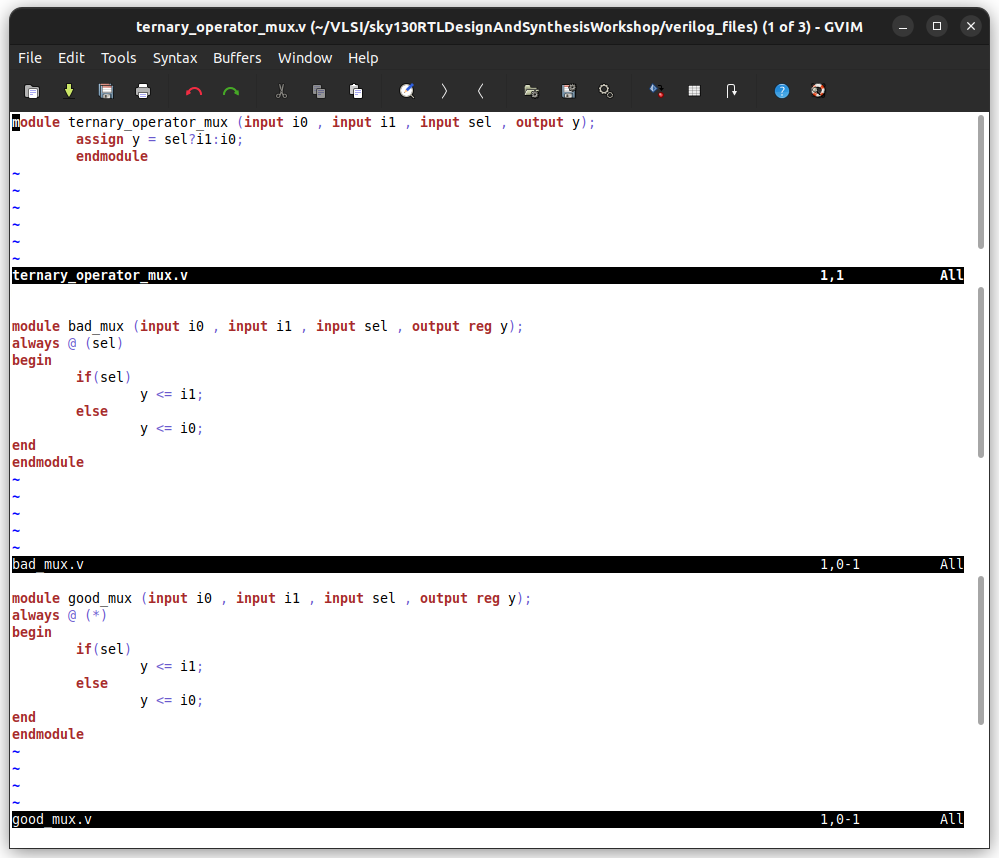 ternary_operator_mux.v (~/VLSI/sky130RTLDesignAndSynthesisWorkshop/verilog_files) (1 of 3) - GVIM
File Edit Tools Syntax Buffers Window Help
module ternary_operator_mux (input i0 , input i1 , input sel , output y);
        assign y = sel?i1:i0;
        endmodule
~
~
~
~
~
~
ternary_operator_mux.v 1,1 All
module bad_mux (input i0 , input i1 , input sel , output reg y);
always @ (sel)
begin
        if(sel)
                y <= i1;
        else
                y <= i0;
end
endmodule
~
~
~
~
~
bad_mux.v 1,0-1 All
module good_mux (input i0 , input i1 , input sel , output reg y);
always @ (*)
begin
        if(sel)
                y <= i1;
        else
                y <= i0;
end
endmodule
~
~
~
~
good_mux.v 1,0-1 All